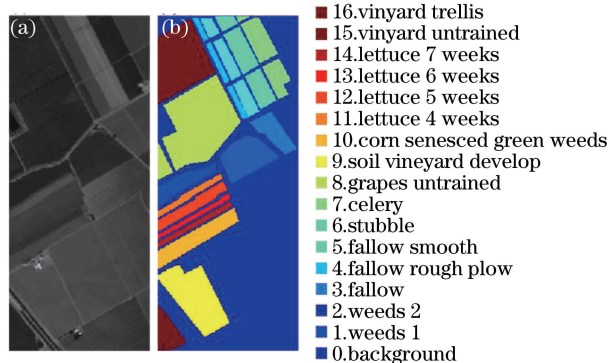 (a)
(b)
16.vinyard trellis
15.vinyard untrained
14.lettuce 7 weeks
13.lettuce 6 weeks
12.lettuce 5 weeks
11.lettuce 4 weeks
10.corn senesced green weeds
9.soil vineyard develop
8.grapes untrained
7.celery
6.stubble
5.fallow smooth
4.fallow rough plow
3.fallow
2.weeds 2
1.weeds 1
0.background